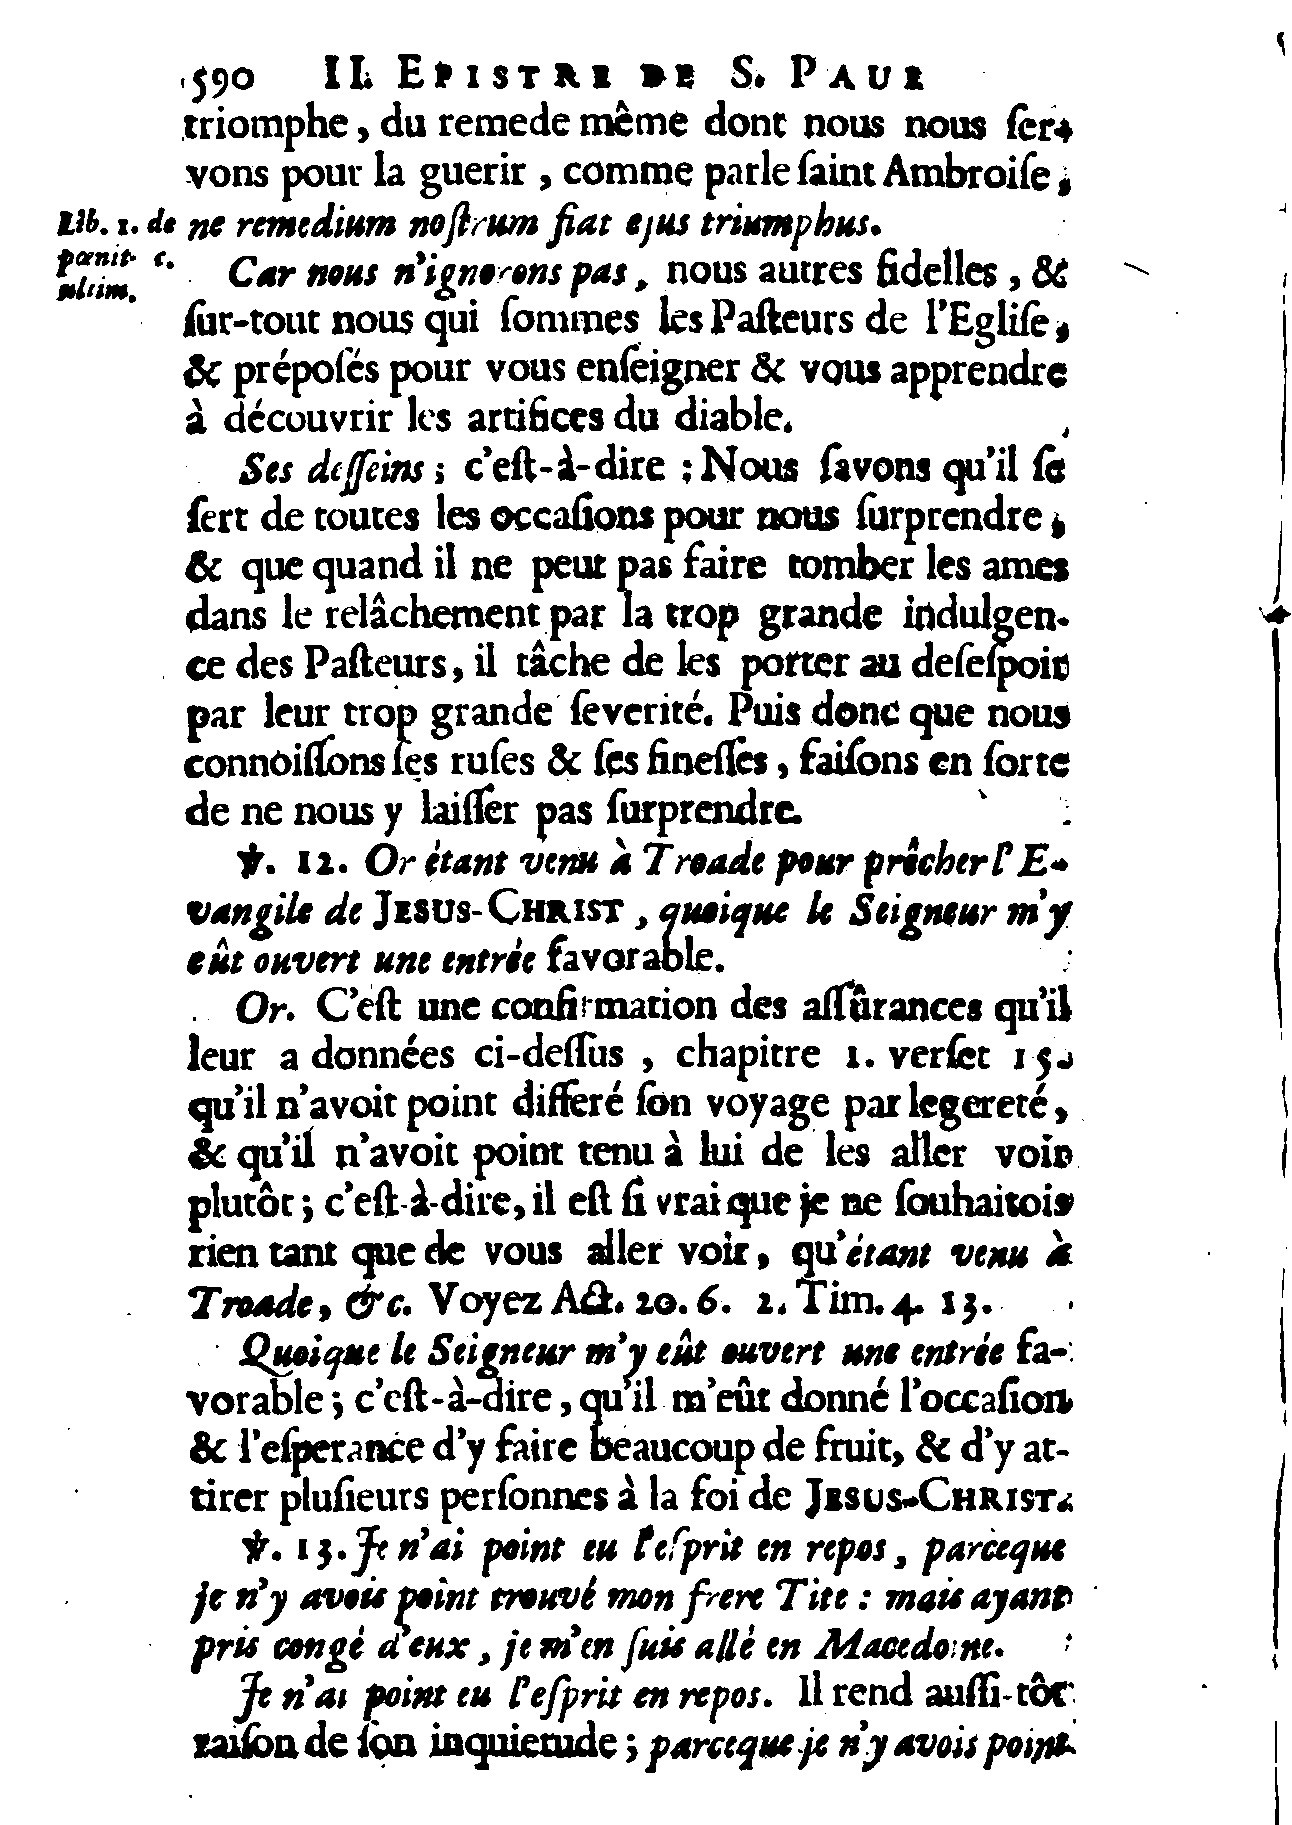 590 II. EPISTRE DE S. PAUL
triomphe, du remede même dont nous nous ſer-
vons pour la guerir, comme parle ſaint Ambroiſe,
Lib. 1. de ne remedium noſtrum fiat ejus triumphus.
pœnit. c. Car nous n'ignorons pas, nous autres fidelles, &
ultim.
ſur-tout nous qui ſommes les Paſteurs de l'Egliſe,
& prépoſés pour vous enſeigner & vous apprendre
à découvrir les artifices du diable.
Ses deſſeins ; c'eſt-à-dire : Nous ſavons qu'il ſe
ſert de toutes les occaſions pour nous ſurprendre,
& que quand il ne peut pas faire tomber les ames
dans le relâchement par la trop grande indulgen-
ce des Paſteurs, il tâche de les porter au deſeſpoir
par leur trop grande ſeverité. Puis donc que nous
connoiſſons ſes ruſes & ſes fineſſes, faiſons en ſorte
de ne nous y laiſſer pas ſurprendre.
℣. 12. Or étant venu à Troade pour prêcher l'E-
vangile de JESUS-CHRIST, quoique le Seigneur m'y
eût ouvert une entrée favorable.
Or. C'eſt une confirmation des aſſûrances qu'il
leur a données ci-deſſus, chapitre 1. verſet 15.
qu'il n'avoit point differé ſon voyage par legereté,
& qu'il n'avoit point tenu à lui de les aller voir
plutôt ; c'eſt-à-dire, il eſt ſi vrai que je ne ſouhaitois
rien tant que de vous aller voir, qu'étant venu à
Troade, &c. Voyez Act. 20. 6. 2. Tim. 4. 13.
Quoique le Seigneur m'y eût ouvert une entrée fa-
vorable ; c'eſt-à-dire, qu'il m'eût donné l'occaſion
& l'eſperance d'y faire beaucoup de fruit, & d'y at-
tirer pluſieurs perſonnes à la foi de JESUS-CHRIST.
℣. 13. Je n'ai point eu l'eſprit en repos, parceque
je n'y avois point trouvé mon frere Tite : mais ayant
pris congé d'eux, je m'en ſuis allé en Macedoine.
Je n'ai point eu l'eſprit en repos. Il rend auſſi-tôt
raiſon de ſon inquietude ; parceque je n'y avois point